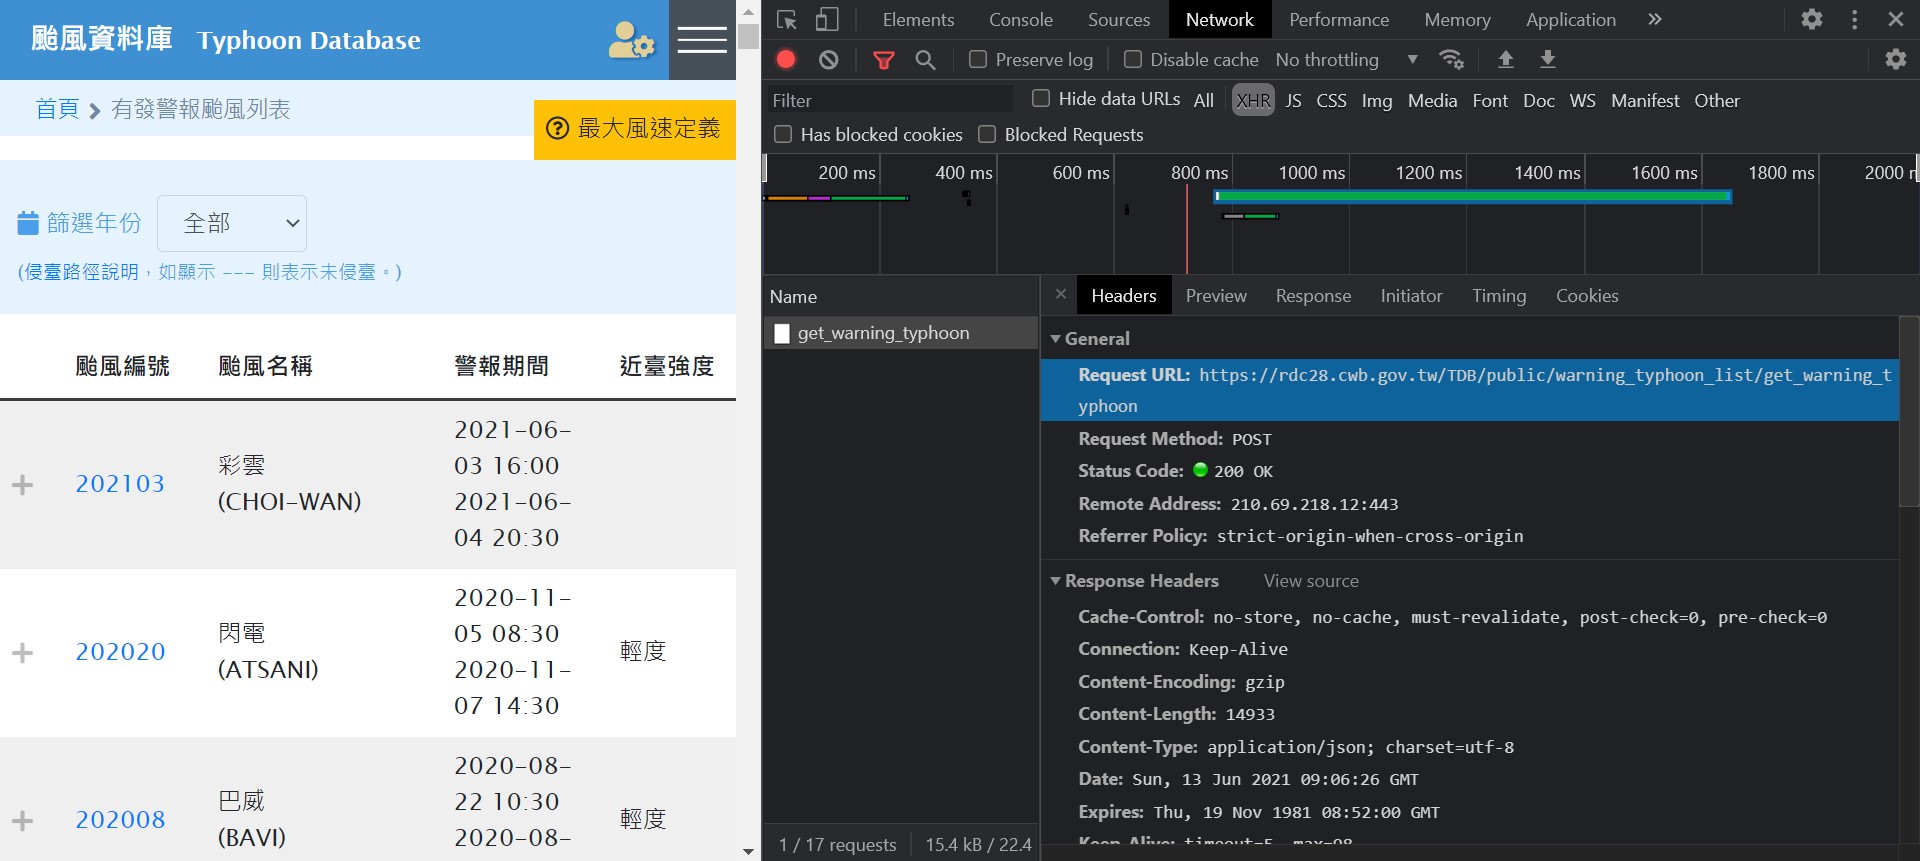 颱風資料庫 Typhoon Database
首頁 > 有發警報颱風列表
最大風速定義
篩選年份 全部
(侵臺路徑說明，如顯示 --- 則表示未侵臺。)
颱風編號 颱風名稱 警報期間 近臺強度
202103
彩雲
(CHOI-WAN)
2021-06-
03 16:00
2021-06-
04 20:30
202020
閃電
(ATSANI)
2020-11-
05 08:30
2020-11-
07 14:30
輕度
202008
巴威
(BAVI)
2020-08-
22 10:30
2020-08-
輕度
Elements Console Sources Network Performance Memory Application »
Preserve log Disable cache No throttling
Filter Hide data URLs All XHR JS CSS Img Media Font Doc WS Manifest Other
Has blocked cookies Blocked Requests
200 ms 400 ms 600 ms 800 ms 1000 ms 1200 ms 1400 ms 1600 ms 1800 ms 2000
Name
get_warning_typhoon
1 / 17 requests 15.4 kB / 22.4
× Headers Preview Response Initiator Timing Cookies
General
Request URL: https://rdc28.cwb.gov.tw/TDB/public/warning_typhoon_list/get_warning_t
yphoon
Request Method: POST
Status Code: 200 OK
Remote Address: 210.69.218.12:443
Referrer Policy: strict-origin-when-cross-origin
Response Headers View source
Cache-Control: no-store, no-cache, must-revalidate, post-check=0, pre-check=0
Connection: Keep-Alive
Content-Encoding: gzip
Content-Length: 14933
Content-Type: application/json; charset=utf-8
Date: Sun, 13 Jun 2021 09:06:26 GMT
Expires: Thu, 19 Nov 1981 08:52:00 GMT
Keep-Alive: timeout=5, max=98